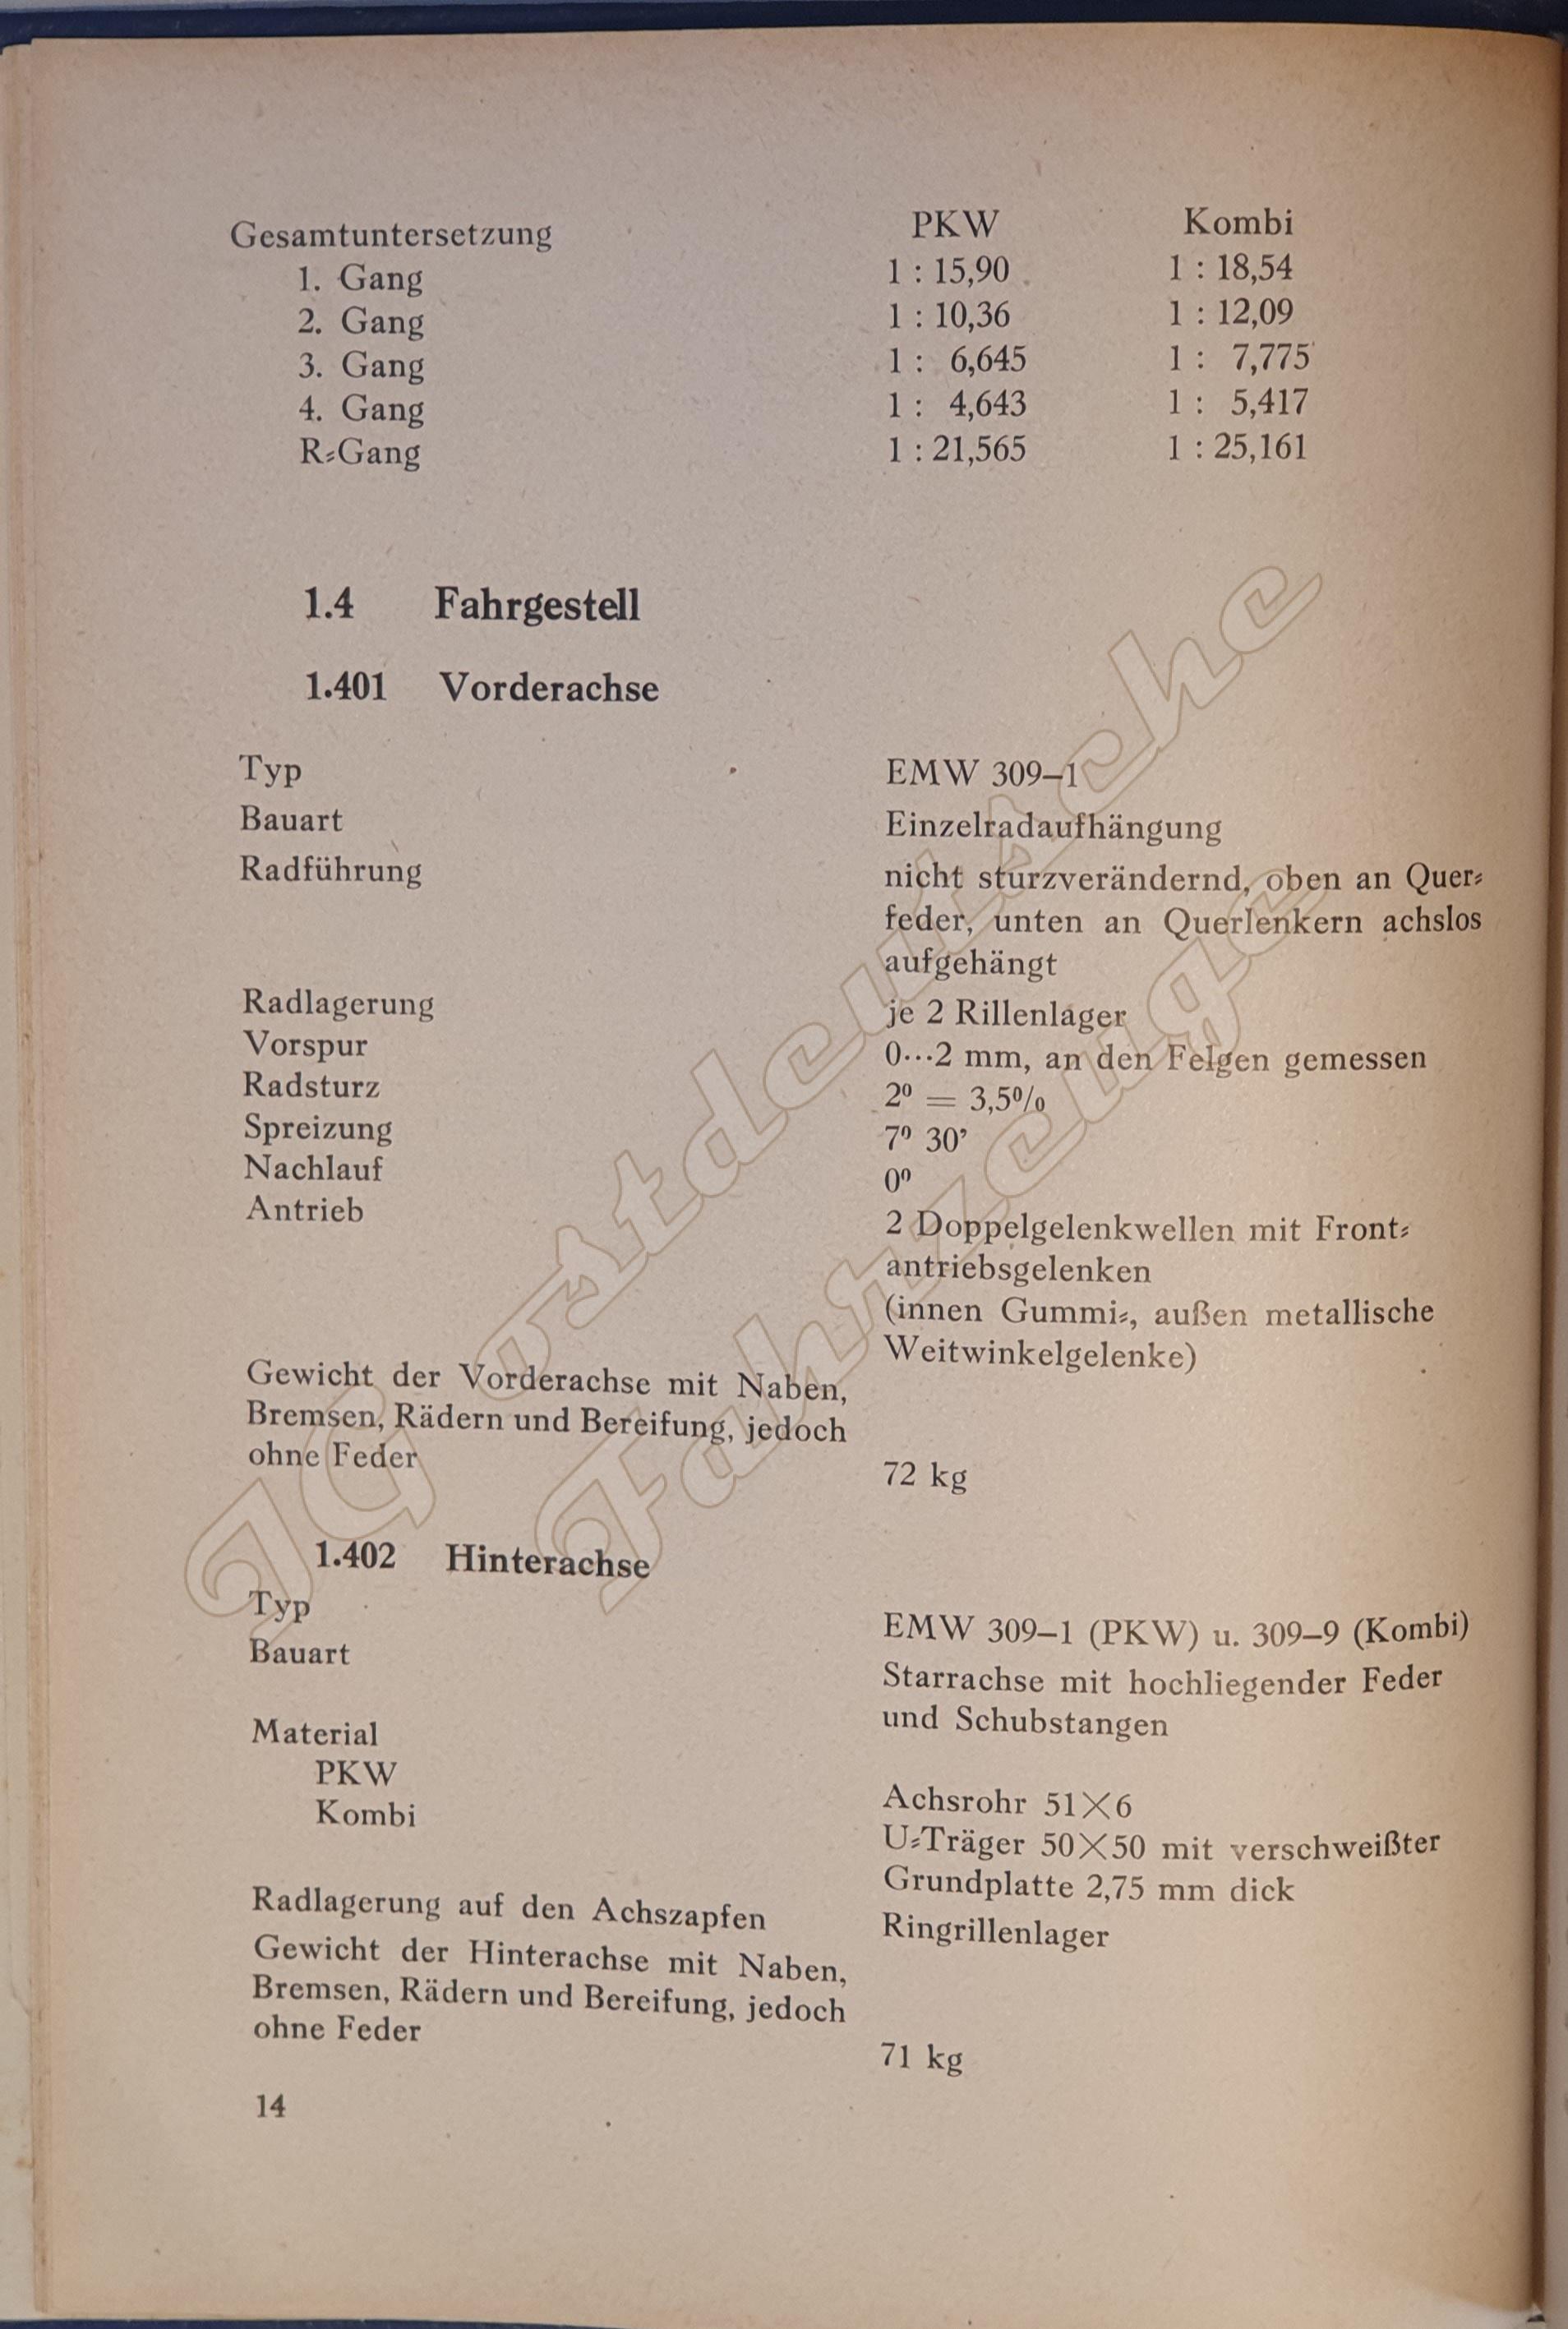 Gesamtuntersetzung PKW Kombi
1. Gang 1 : 15,90 1 : 18,54
2. Gang 1 : 10,36 1 : 12,09
3. Gang 1 : 6,645 1 : 7,775
4. Gang 1 : 4,643 1 : 5,417
R-Gang 1 : 21,565 1 : 25,161
1.4 Fahrgestell
1.401 Vorderachse
Typ EMW 309–1
Bauart Einzelradaufhängung
Radführung nicht sturzverändernd, oben an Quer-
feder, unten an Querlenkern achslos
aufgehängt
Radlagerung je 2 Rillenlager
Vorspur 0···2 mm, an den Felgen gemessen
Radsturz 2⁰ = 3,5⁰/₀
Spreizung 7⁰ 30’
Nachlauf 0⁰
Antrieb 2 Doppelgelenkwellen mit Front-
antriebsgelenken
(innen Gummi-, außen metallische
Weitwinkelgelenke)
Gewicht der Vorderachse mit Naben,
Bremsen, Rädern und Bereifung, jedoch
ohne Feder 72 kg
1.402 Hinterachse
Typ EMW 309–1 (PKW) u. 309–9 (Kombi)
Bauart Starrachse mit hochliegender Feder
und Schubstangen
Material
PKW Achsrohr 51×6
Kombi U-Träger 50×50 mit verschweißter
Grundplatte 2,75 mm dick
Radlagerung auf den Achszapfen Ringrillenlager
Gewicht der Hinterachse mit Naben,
Bremsen, Rädern und Bereifung, jedoch
ohne Feder 71 kg
14
IG ostdeutsche
Fahrzeuge